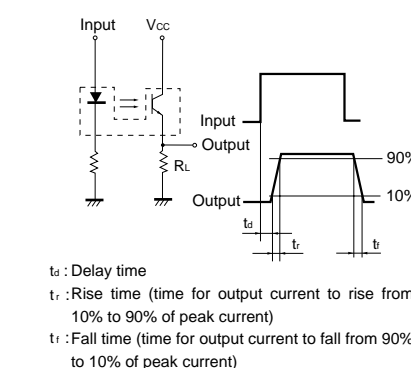 Input
Vcc
Input
Output
RL
90%
10%
Output
td
tr
tf
td : Delay time
tr : Rise time (time for output current to rise from
10% to 90% of peak current)
tf : Fall time (time for output current to fall from 90%
to 10% of peak current)